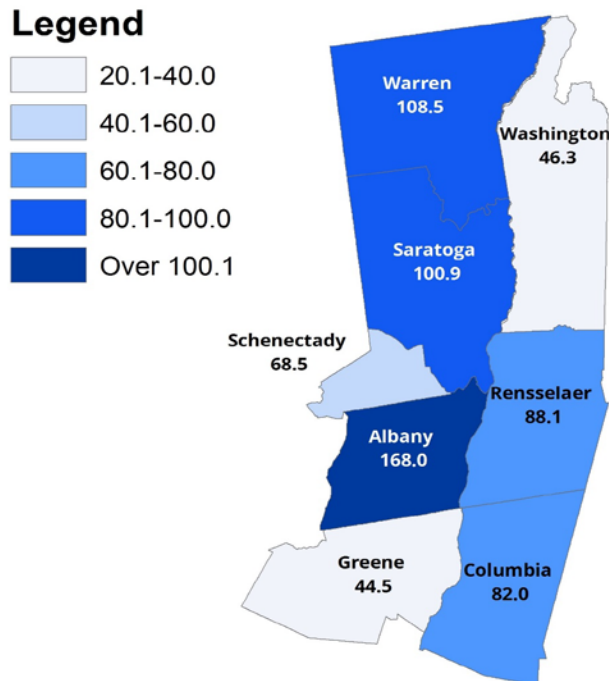 Legend
20.1-40.0
40.1-60.0
60.1-80.0
80.1-100.0
Over 100.1
Warren
108.5
Washington
46.3
Saratoga
100.9
Schenectady
68.5
Rensselaer
88.1
Albany
168.0
Greene
44.5
Columbia
82.0